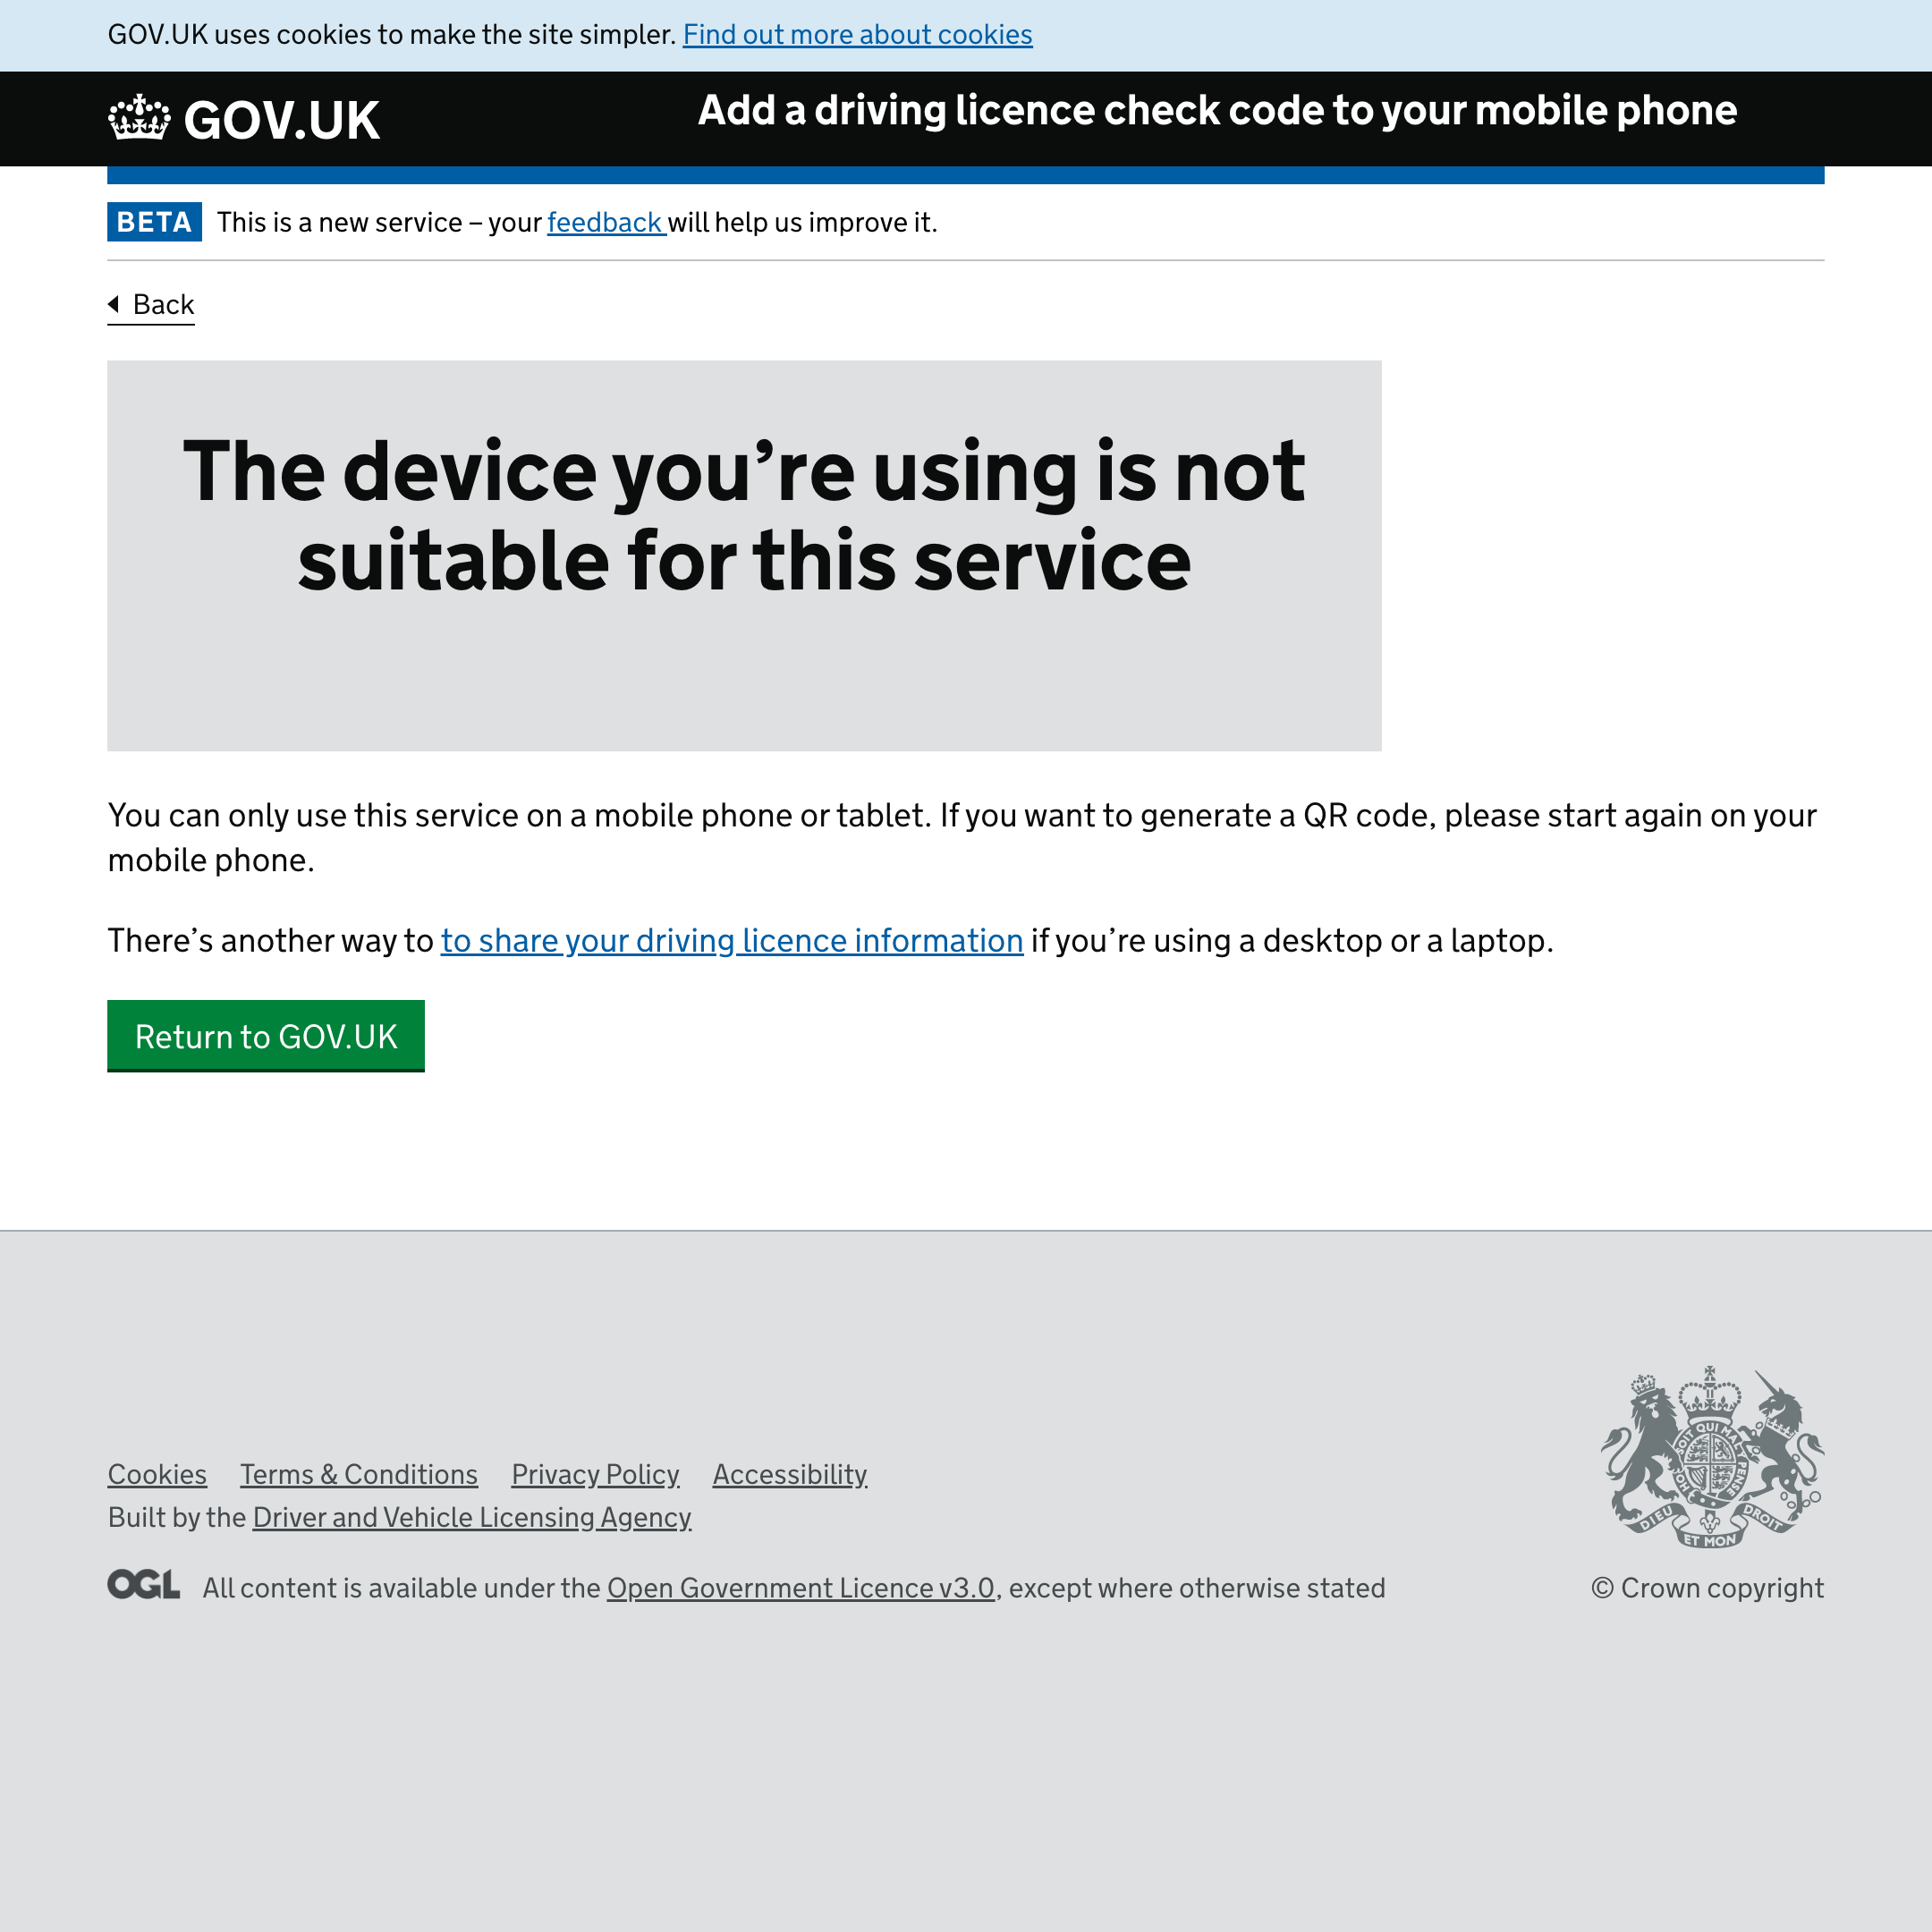 GOV.UK uses cookies to make the site simpler. Find out more about cookies
GOV.UK
Add a driving licence check code to your mobile phone
BETA This is a new service – your feedback will help us improve it.
Back
The device you’re using is not
suitable for this service
You can only use this service on a mobile phone or tablet. If you want to generate a QR code, please start again on your
mobile phone.
There’s another way to to share your driving licence information if you’re using a desktop or a laptop.
Return to GOV.UK
Cookies Terms & Conditions Privacy Policy Accessibility
Built by the Driver and Vehicle Licensing Agency
OGL All content is available under the Open Government Licence v3.0, except where otherwise stated
SOIT QUI MAL
PENSE
HON
DIEU ET MON DROIT
© Crown copyright